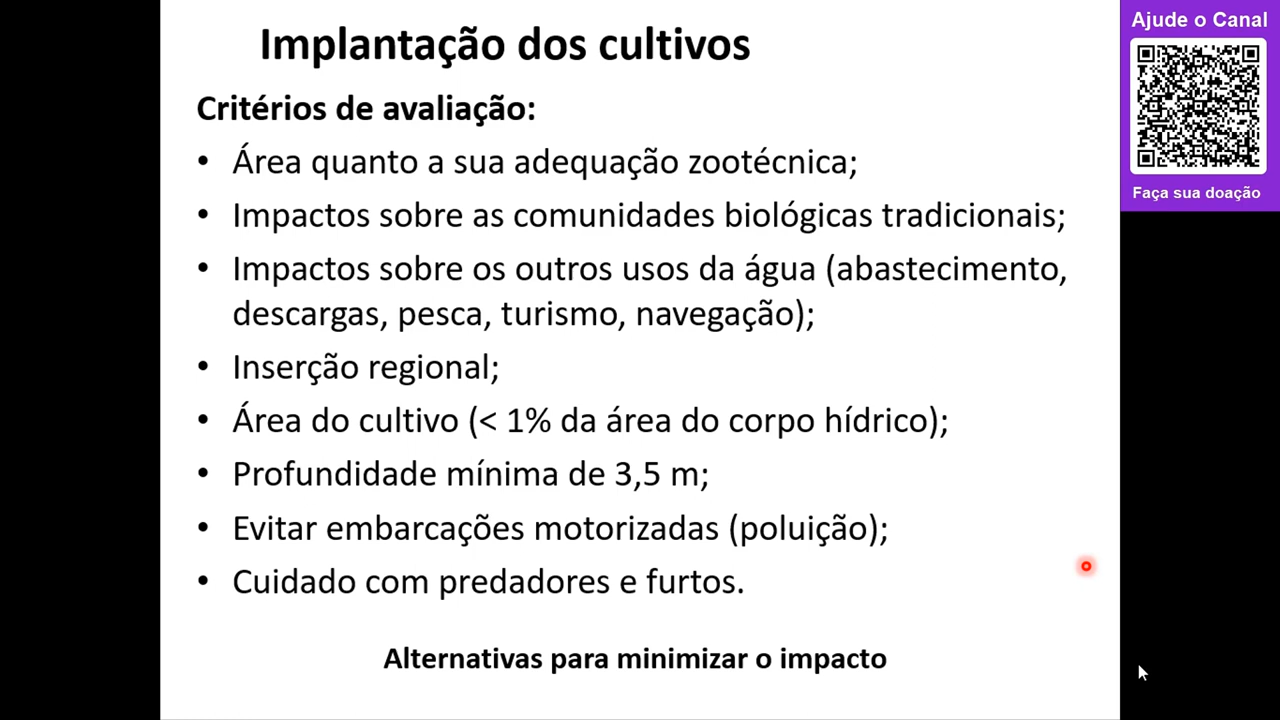 Implantação dos cultivos
Critérios de avaliação:
• Área quanto a sua adequação zootécnica;
• Impactos sobre as comunidades biológicas tradicionais;
• Impactos sobre os outros usos da água (abastecimento,
descargas, pesca, turismo, navegação);
• Inserção regional;
• Área do cultivo (< 1% da área do corpo hídrico);
• Profundidade mínima de 3,5 m;
• Evitar embarcações motorizadas (poluição);
• Cuidado com predadores e furtos.
Alternativas para minimizar o impacto
Ajude o Canal
Faça sua doação